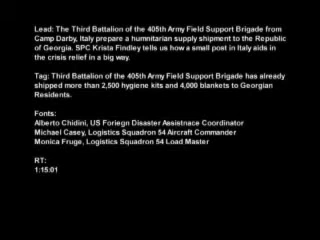 Lead: The Third Battalion of the 405th Army Field Support Brigade from
Camp Darby, Italy prepare a humnitarian supply shipment to the Republic
of Georgia. SPC Krista Findley tells us how a small post in Italy aids in
the crisis relief in a big way.
Tag: Third Battalion of the 405th Army Field Support Brigade has already
shipped more than 2,500 hygiene kits and 4,000 blankets to Georgian
Residents.
Fonts:
Alberto Chidini, US Foriegn Disaster Assistnace Coordinator
Michael Casey, Logistics Squadron 54 Aircraft Commander
Monica Fruge, Logistics Squadron 54 Load Master
RT:
1:15:01